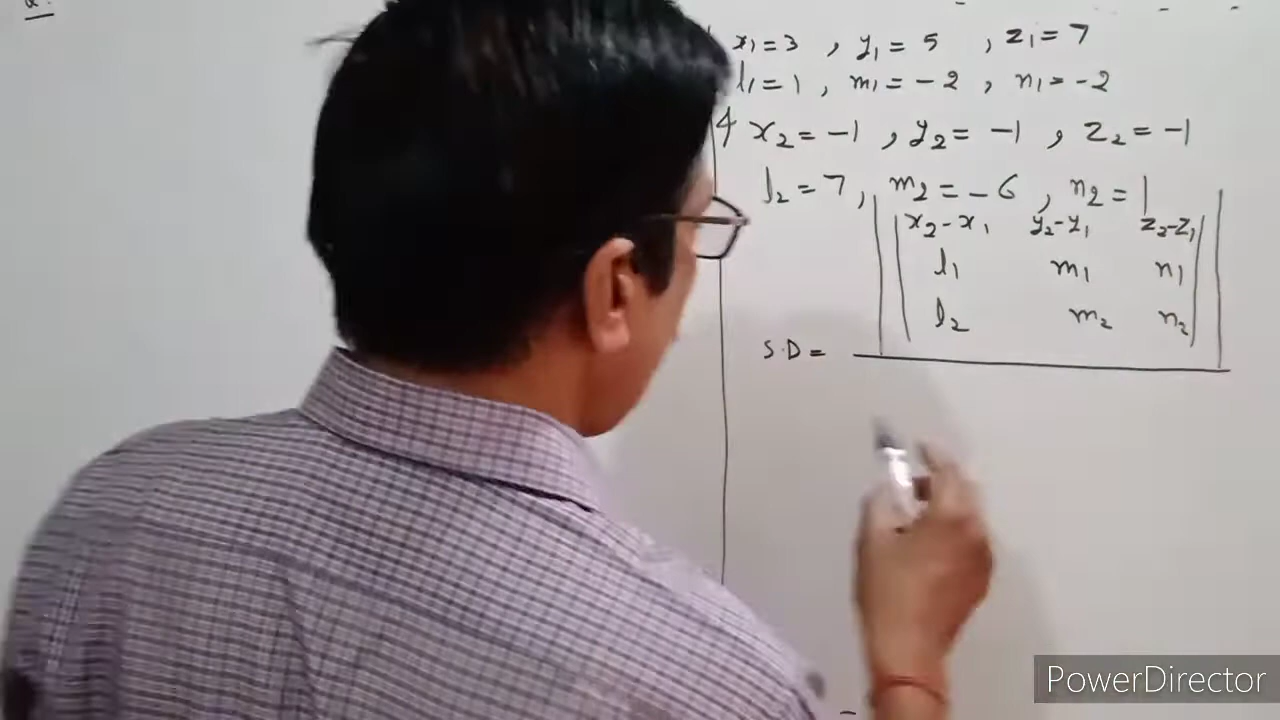 x₁ = 3 , y₁ = 5 , z₁ = 7
l₁ = 1 , m₁ = -2 , n₁ = -2
x₂ = -1 , y₂ = -1 , z₂ = -1
l₂ = 7 , m₂ = -6 , n₂ = 1
x₂-x₁ y₂-y₁ z₂-z₁
l₁ m₁ n₁
l₂ m₂ n₂
S.D =
PowerDirector